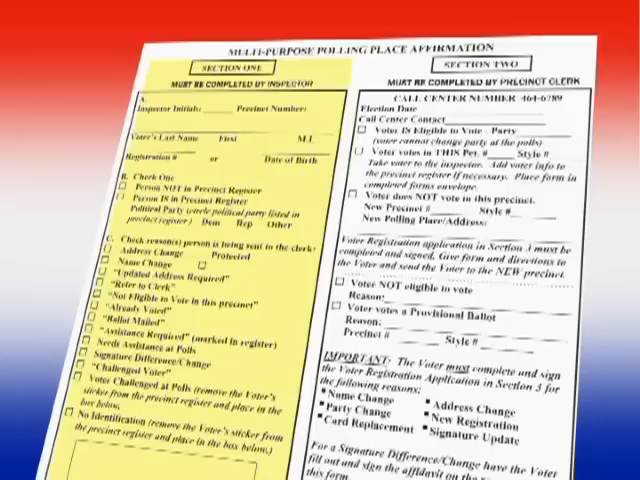 MULTI-PURPOSE POLLING PLACE AFFIRMATION
SECTION ONE
MUST BE COMPLETED BY INSPECTOR
A.
Inspector Initials: ______ Precinct Number:
Voter's Last Name First M.I.
Registration # or Date of Birth
B. Check One
Person NOT in Precinct Register
Person IS in Precinct Register
Political Party (circle political party listed in
precinct register) Dem Rep Other
C. Check reason(s) person is being sent to the clerk:
Address Change Protected
Name Change
"Updated Address Required"
"Refer to Clerk"
"Not Eligible to Vote in this precinct"
"Already Voted"
"Ballot Mailed"
"Assistance Required" (marked in register)
Needs Assistance at Polls
Signature Difference/Change
"Challenged Voter"
Voter Challenged at Polls (remove the Voter's
sticker from the precinct register and place in the
box below.
No Identification (remove the Voter's sticker from
the precinct register and place in the box below.)
SECTION TWO
MUST BE COMPLETED BY PRECINCT CLERK
CALL CENTER NUMBER 464-6789
Election Date
Call Center Contact
Voter IS Eligible to Vote - Party
(voter cannot change party at the polls)
Voter votes in THIS Pct. # ____ Style #
Take voter to the inspector. Add voter info to
the precinct register if necessary. Place form in
completed forms envelope.
Voter does NOT vote in this precinct.
New Precinct # ______ Style #
New Polling Place/Address:
Voter Registration application in Section 3 must be
completed and signed. Give form and directions to
the Voter and send the Voter to the NEW precinct.
Voter NOT eligible to vote
Reason:
Voter votes a Provisional Ballot
Reason:
Precinct # ______ Style #
IMPORTANT: The Voter must complete and sign
the Voter Registration Application in Section 3 for
the following reasons:
▪ Name Change ▪ Address Change
▪ Party Change ▪ New Registration
▪ Card Replacement ▪ Signature Update
For a Signature Difference/Change have the Voter
fill out and sign the affidavit on the
this form.